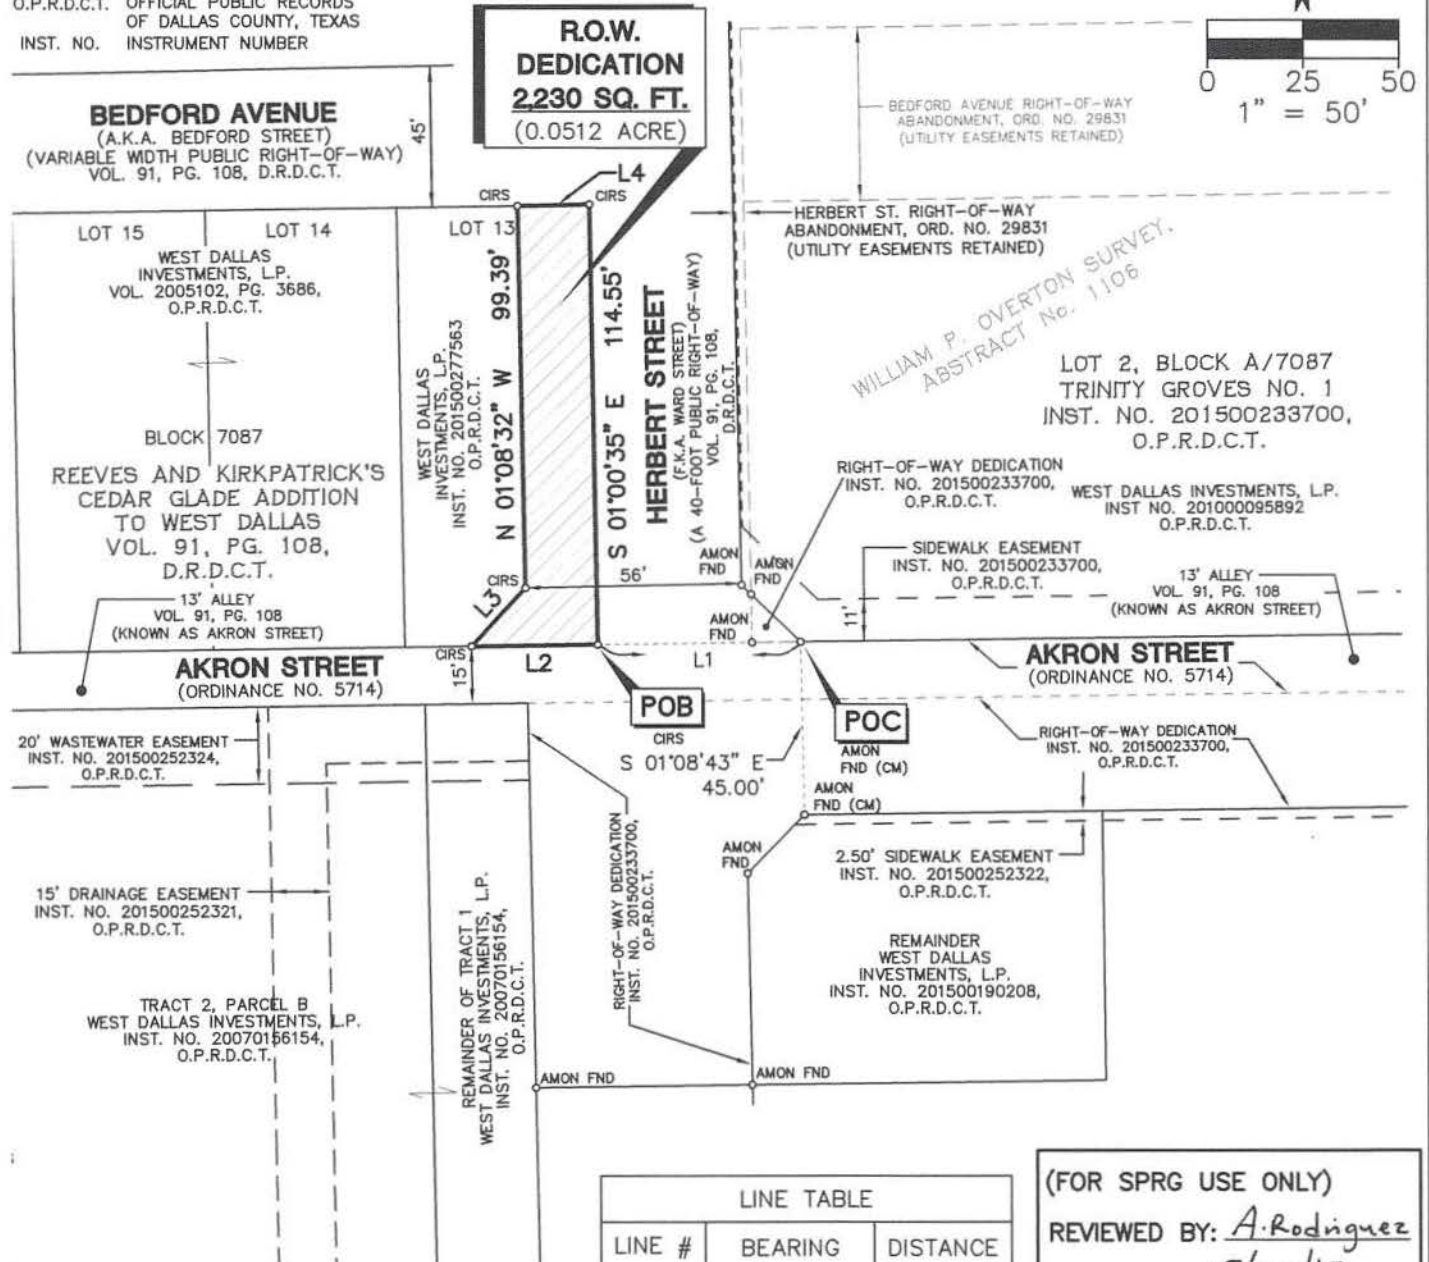 O.P.R.D.C.T. OFFICIAL PUBLIC RECORDS
OF DALLAS COUNTY, TEXAS
INST. NO. INSTRUMENT NUMBER
R.O.W.
DEDICATION
2,230 SQ. FT.
(0.0512 ACRE)
0 25 50
1" = 50'
BEDFORD AVENUE
(A.K.A. BEDFORD STREET)
(VARIABLE WIDTH PUBLIC RIGHT-OF-WAY)
VOL. 91, PG. 108, D.R.D.C.T.
45'
BEDFORD AVENUE RIGHT-OF-WAY
ABANDONMENT, ORD. NO. 29831
(UTILITY EASEMENTS RETAINED)
L4
CIRS
CIRS
HERBERT ST. RIGHT-OF-WAY
ABANDONMENT, ORD. NO. 29831
(UTILITY EASEMENTS RETAINED)
LOT 15
LOT 14
LOT 13
WEST DALLAS
INVESTMENTS, L.P.
VOL. 2005102, PG. 3686,
O.P.R.D.C.T.
WEST DALLAS
INVESTMENTS, L.P.
INST. NO. 201500277563
O.P.R.D.C.T.
N 01°08'32" W 99.39'
S 01°00'35" E 114.55'
HERBERT STREET
(F.K.A. WARD STREET)
(A 40-FOOT PUBLIC RIGHT-OF-WAY)
VOL. 91, PG. 108,
D.R.D.C.T.
WILLIAM P. OVERTON SURVEY,
ABSTRACT No. 1106
LOT 2, BLOCK A/7087
TRINITY GROVES NO. 1
INST. NO. 201500233700,
O.P.R.D.C.T.
BLOCK 7087
REEVES AND KIRKPATRICK'S
CEDAR GLADE ADDITION
TO WEST DALLAS
VOL. 91, PG. 108,
D.R.D.C.T.
RIGHT-OF-WAY DEDICATION
INST. NO. 201500233700,
O.P.R.D.C.T.
WEST DALLAS INVESTMENTS, L.P.
INST NO. 201000095892
O.P.R.D.C.T.
SIDEWALK EASEMENT
INST. NO. 201500233700,
O.P.R.D.C.T.
AMON
FND
AMON
FND
AMON
FND
56'
CIRS
L3
11'
13' ALLEY
VOL. 91, PG. 108
(KNOWN AS AKRON STREET)
13' ALLEY
VOL. 91, PG. 108
(KNOWN AS AKRON STREET)
CIRS
L2
L1
15'
AKRON STREET
(ORDINANCE NO. 5714)
AKRON STREET
(ORDINANCE NO. 5714)
POB
CIRS
POC
AMON
FND (CM)
S 01°08'43" E
45.00'
AMON
FND (CM)
RIGHT-OF-WAY DEDICATION
INST. NO. 201500233700,
O.P.R.D.C.T.
20' WASTEWATER EASEMENT
INST. NO. 201500252324,
O.P.R.D.C.T.
RIGHT-OF-WAY DEDICATION
INST. NO. 201500233700,
O.P.R.D.C.T.
AMON
FND
2.50' SIDEWALK EASEMENT
INST. NO. 201500252322,
O.P.R.D.C.T.
15' DRAINAGE EASEMENT
INST. NO. 201500252321,
O.P.R.D.C.T.
REMAINDER OF TRACT 1
WEST DALLAS INVESTMENTS, L.P.
INST. NO. 20070156154,
O.P.R.D.C.T.
REMAINDER
WEST DALLAS
INVESTMENTS, L.P.
INST. NO. 201500190208,
O.P.R.D.C.T.
TRACT 2, PARCEL B
WEST DALLAS INVESTMENTS, L.P.
INST. NO. 20070156154,
O.P.R.D.C.T.
AMON FND
AMON FND
LINE TABLE
LINE # BEARING DISTANCE
(FOR SPRG USE ONLY)
REVIEWED BY: A. Rodriguez